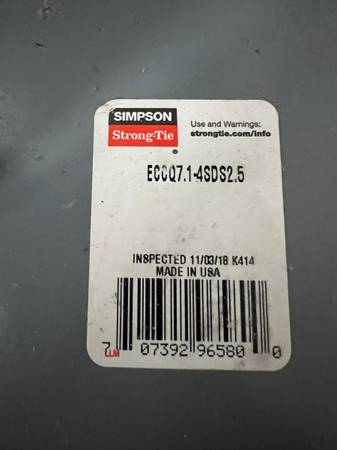 SIMPSON
Strong-Tie
Use and Warnings:
strongtie.com/info
ECCQ7.1-4SDS2.5
INSPECTED 11/03/18 K414
MADE IN USA
7 LLM 07392 96580 0